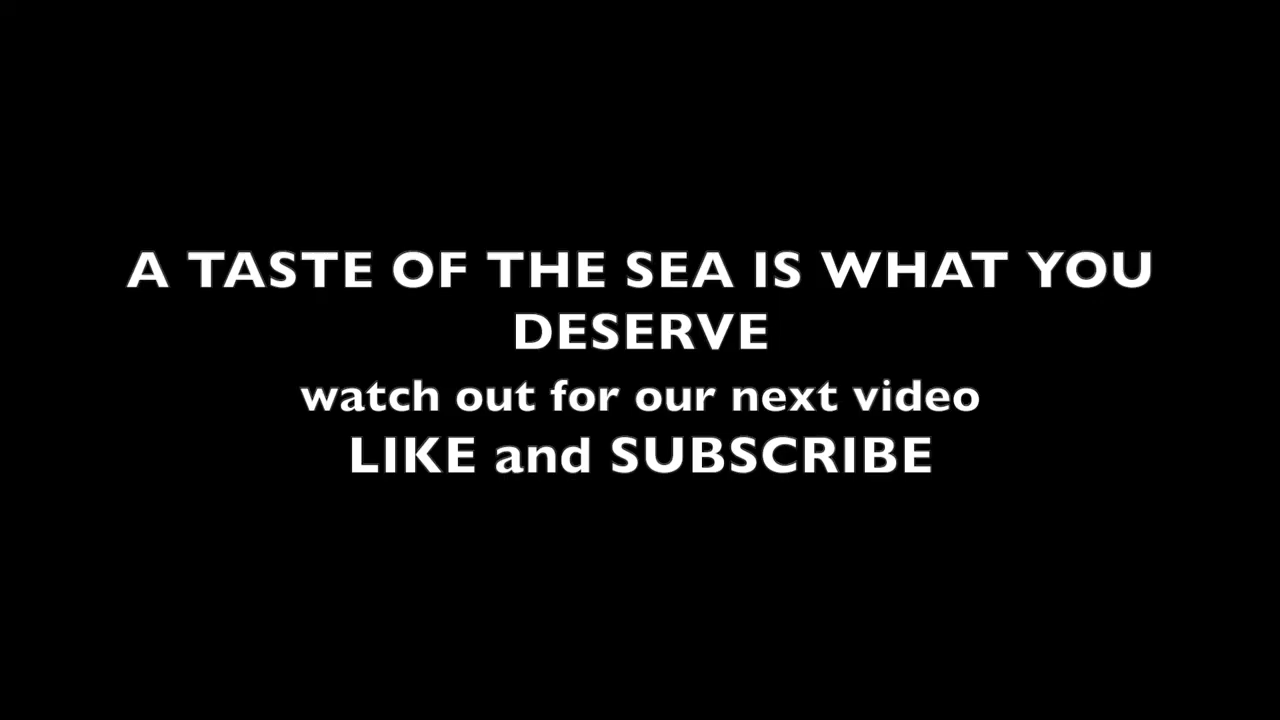 A TASTE OF THE SEA IS WHAT YOU
DESERVE
watch out for our next video
LIKE and SUBSCRIBE